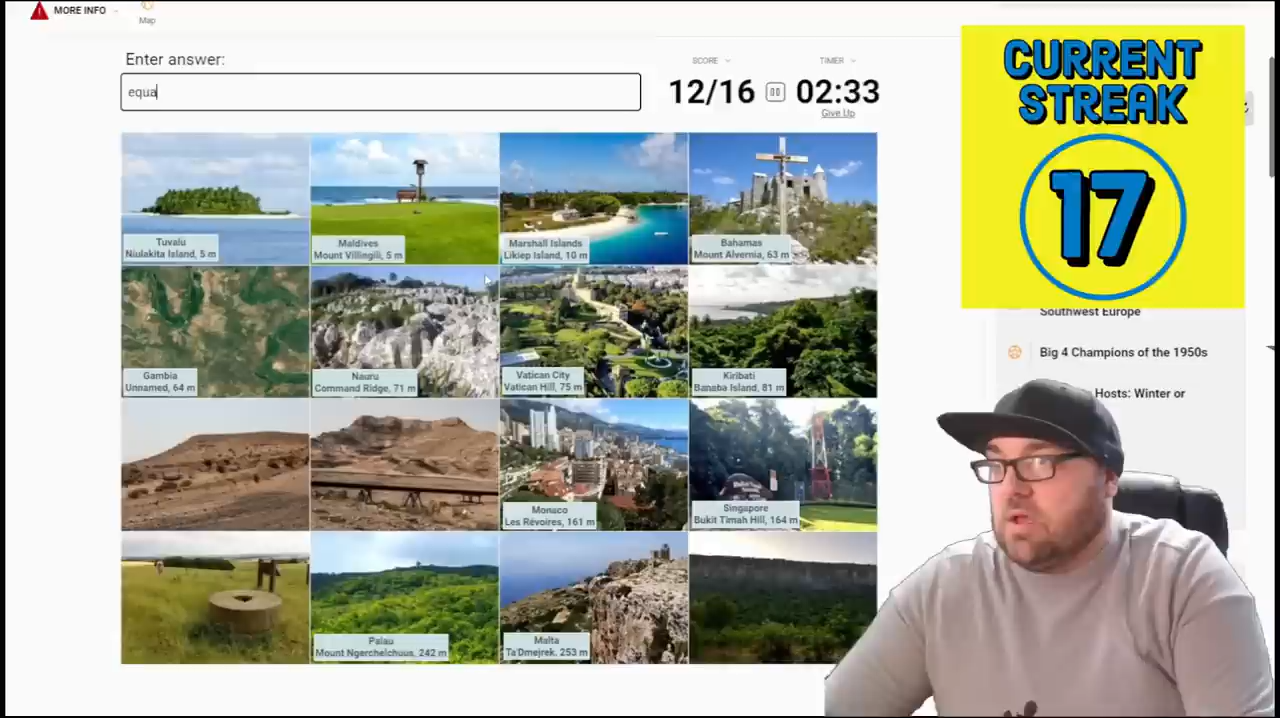 MORE INFO
Map
Enter answer:
equa
SCORE
12/16
TIMER
02:33
Give Up
CURRENT
STREAK
17
Tuvalu
Niulakita Island, 5 m
Maldives
Mount Villingili, 5 m
Marshall Islands
Likiep Island, 10 m
Bahamas
Mount Alvernia, 63 m
Gambia
Unnamed, 64 m
Nauru
Command Ridge, 71 m
Vatican City
Vatican Hill, 75 m
Kiribati
Banaba Island, 81 m
Monaco
Les Révoires, 161 m
Singapore
Bukit Timah Hill, 164 m
Palau
Mount Ngerchelchuus, 242 m
Malta
Ta'Dmejrek, 253 m
Southwest Europe
Big 4 Champions of the 1950s
Hosts: Winter or